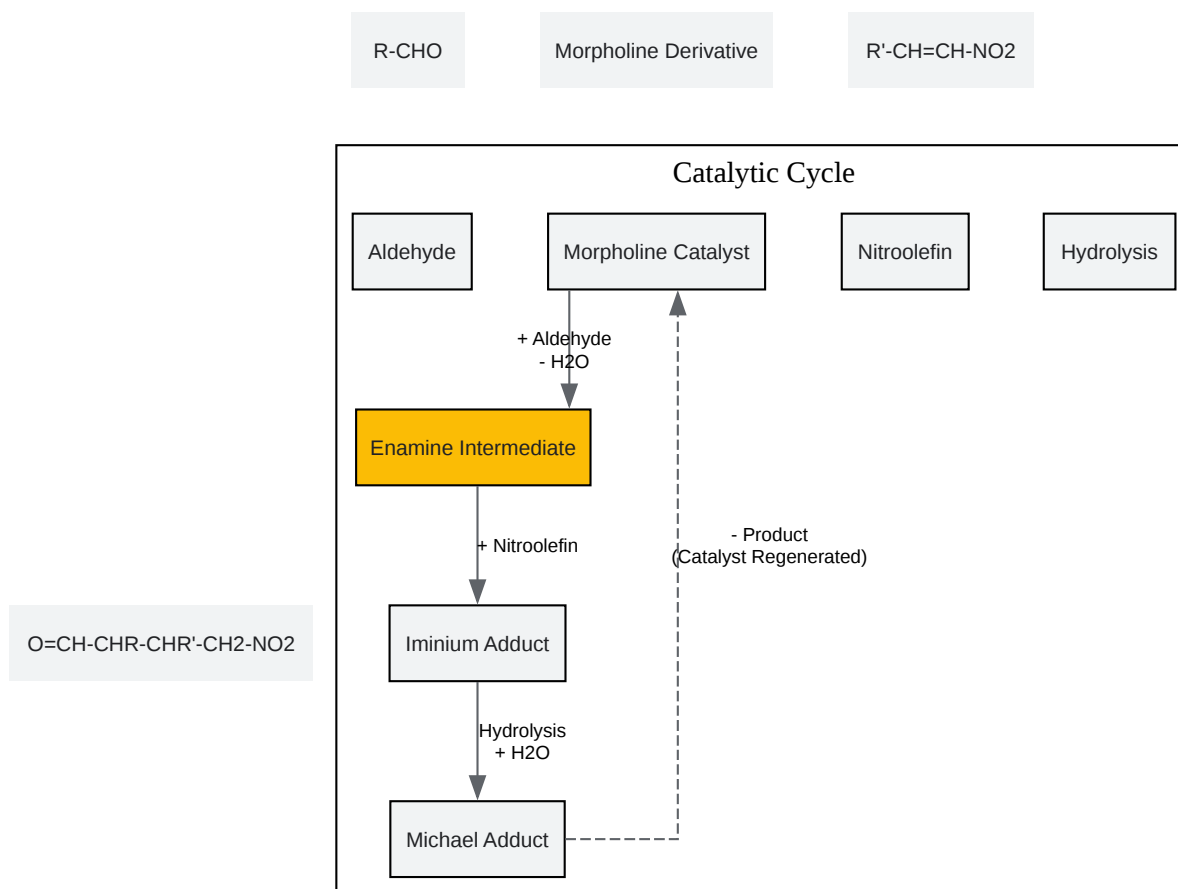 R-CHO
Morpholine Derivative
R'-CH=CH-NO2
Catalytic Cycle
Aldehyde
Morpholine Catalyst
Nitroolefin
Hydrolysis
+ Aldehyde
- H2O
Enamine Intermediate
+ Nitroolefin
- Product
(Catalyst Regenerated)
O=CH-CHR-CHR'-CH2-NO2
Iminium Adduct
Hydrolysis
+ H2O
Michael Adduct